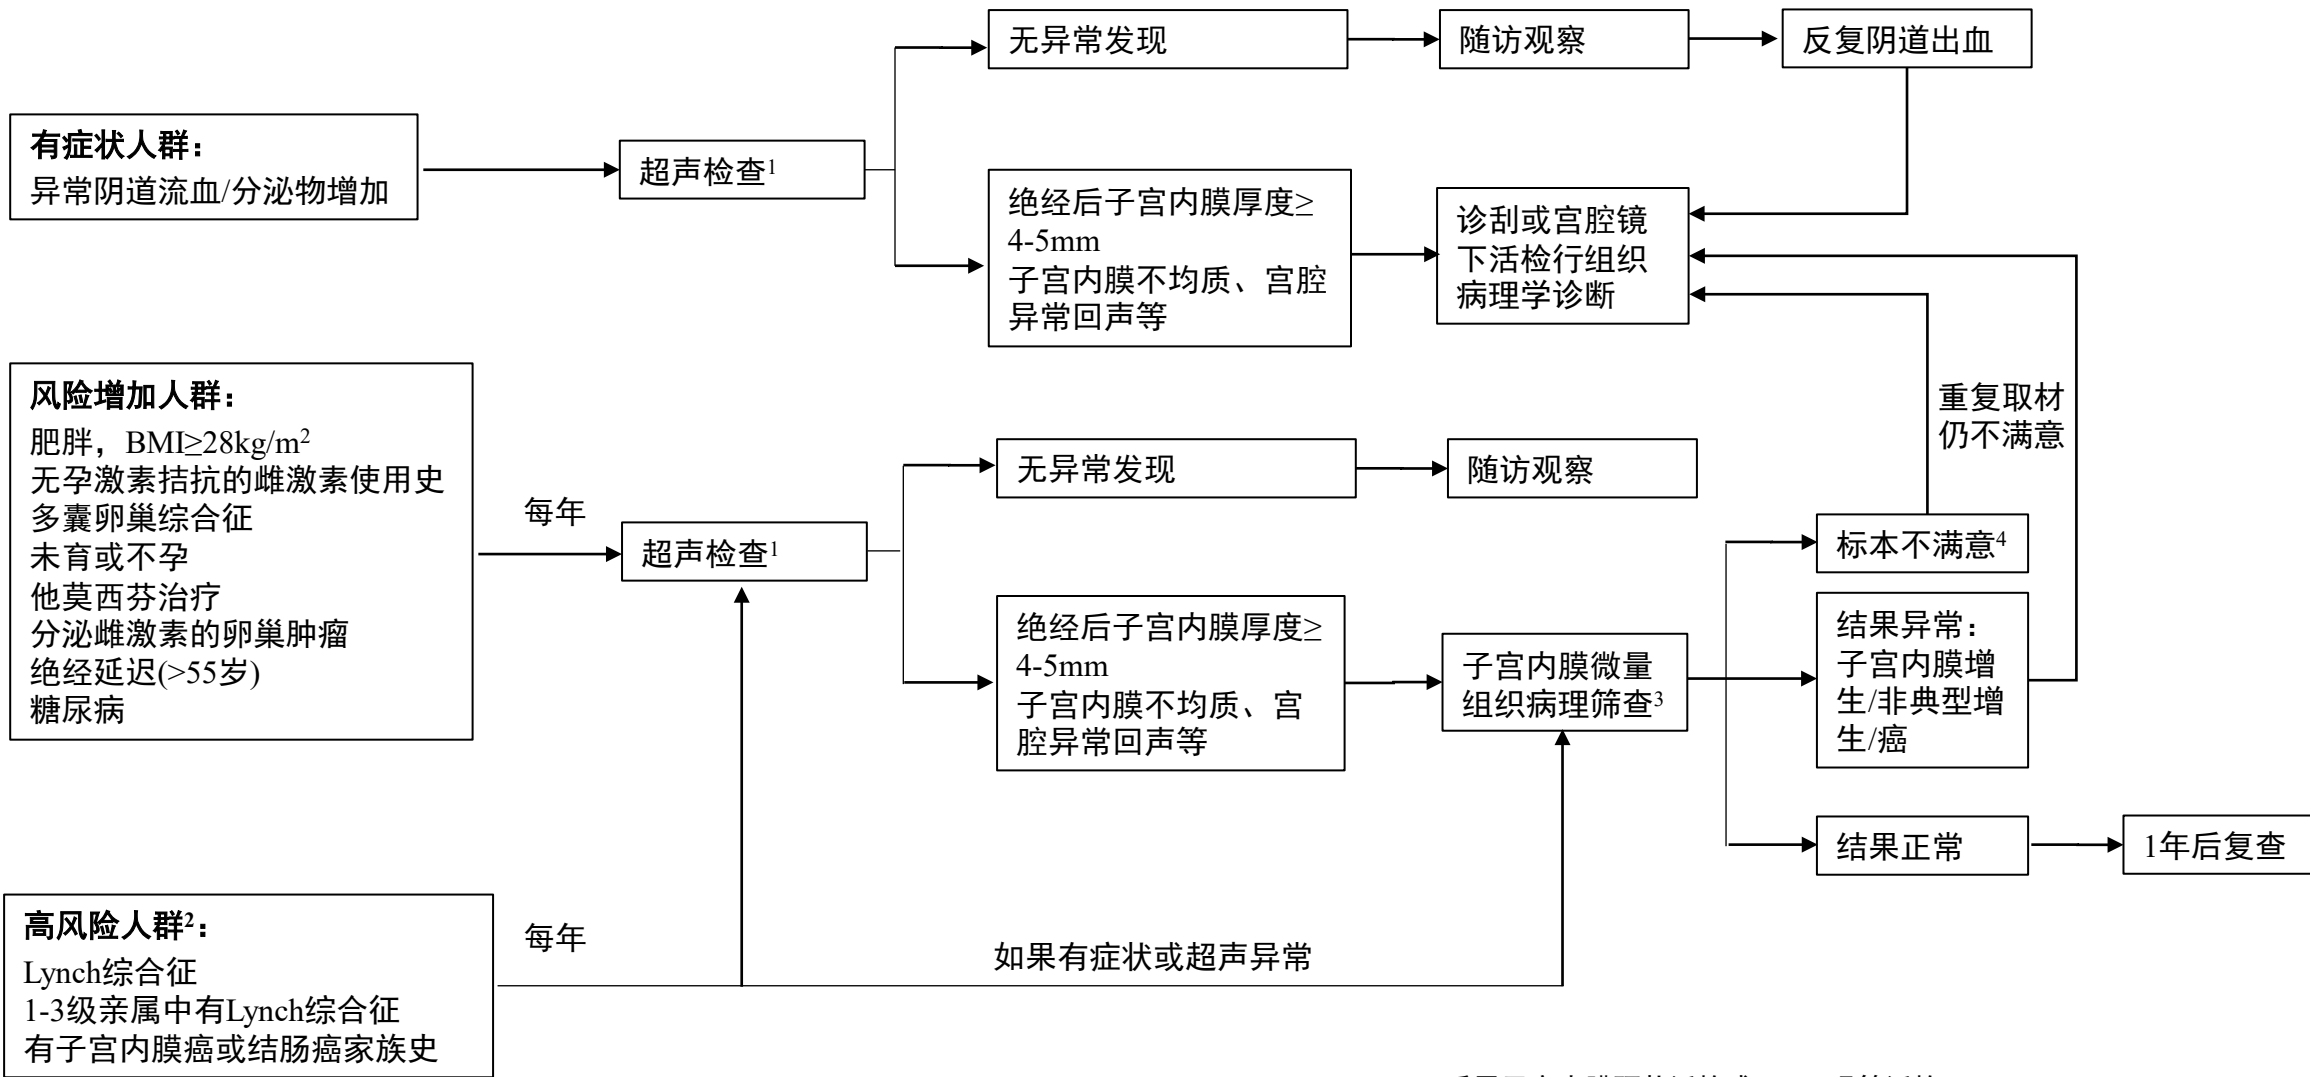 无异常发现
随访观察
反复阴道出血
有症状人群：
异常阴道流血/分泌物增加
超声检查1
绝经后子宫内膜厚度≥
4-5mm
子宫内膜不均质、宫腔
异常回声等
诊刮或宫腔镜
下活检行组织
病理学诊断
风险增加人群：
肥胖，BMI≥28kg/m2
无孕激素拮抗的雌激素使用史
多囊卵巢综合征
未育或不孕
他莫西芬治疗
分泌雌激素的卵巢肿瘤
绝经延迟(>55岁)
糖尿病
每年
超声检查1
无异常发现
随访观察
重复取材
仍不满意
绝经后子宫内膜厚度≥
4-5mm
子宫内膜不均质、宫
腔异常回声等
子宫内膜微量
组织病理筛查3
标本不满意4
结果异常：
子宫内膜增
生/非典型增
生/癌
结果正常
1年后复查
高风险人群2：
Lynch综合征
1-3级亲属中有Lynch综合征
有子宫内膜癌或结肠癌家族史
每年
如果有症状或超声异常